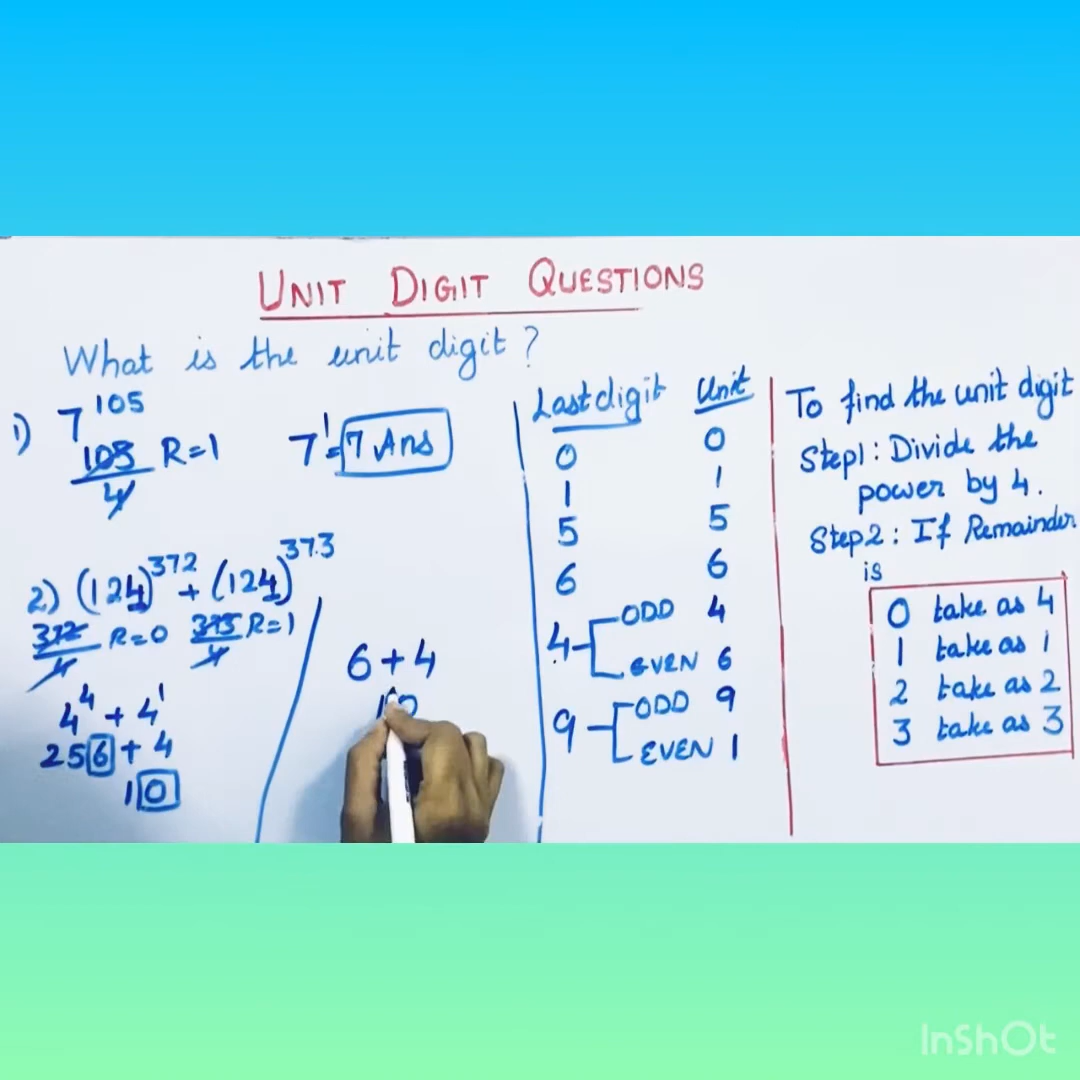 UNIT DIGIT QUESTIONS
What is the unit digit?
1) 7^105
105/4 R=1 7^1=7 Ans
2) (124)^372 + (124)^373
372/4 R=0 373/4 R=1
4^4 + 4^1
256 + 4
10
6+4
10
Last digit Unit
0 0
1 1
5 5
6 6
4 ODD 4
EVEN 6
9 ODD 9
EVEN 1
To find the unit digit
Step1: Divide the
power by 4.
Step2: If Remainder
is
0 take as 4
1 take as 1
2 take as 2
3 take as 3
InShOt